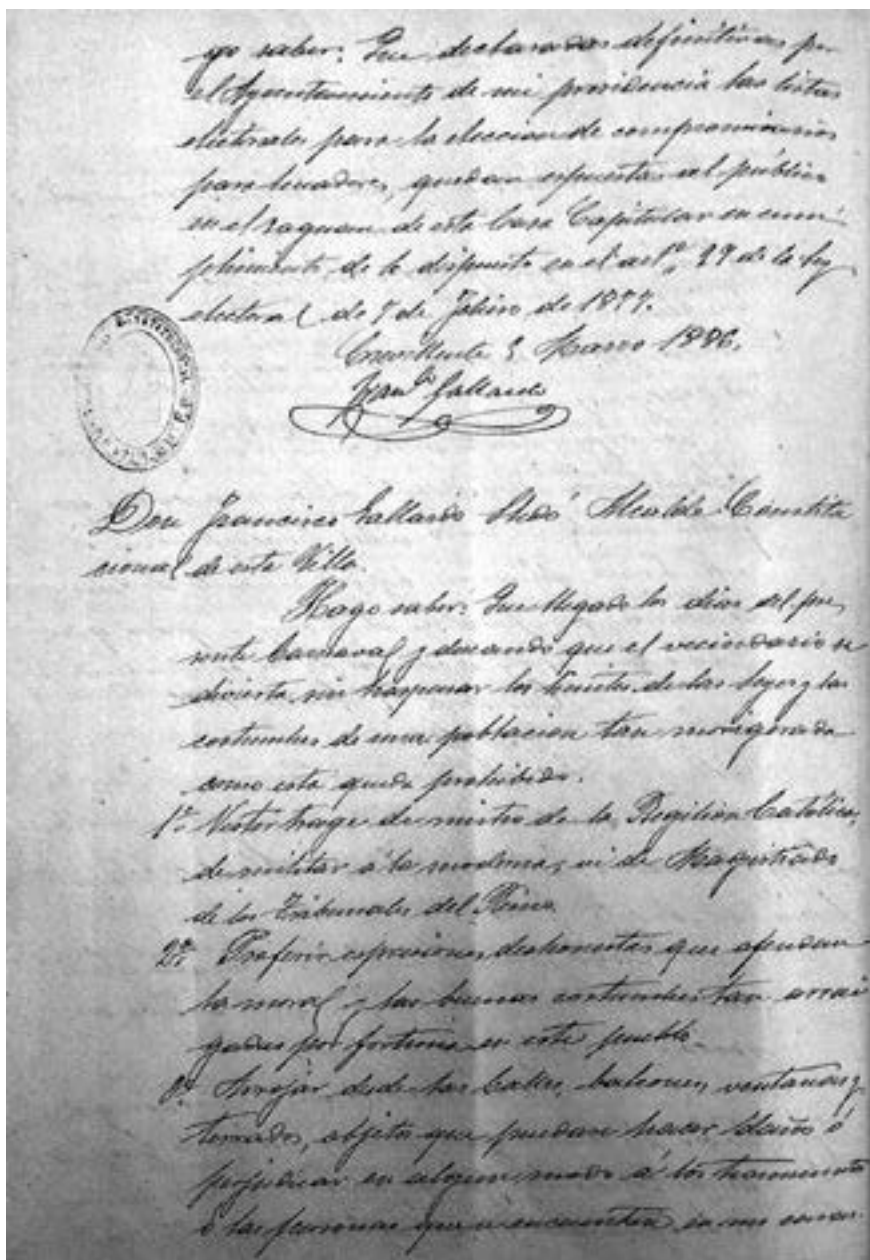 go saber: Que declaradas definitivas por
el Ayuntamiento de mi presidencia las listas
electorales para la eleccion de compromisarios
para Senadores, quedan espuestas al público
en el zaguan de esta Casa Capitular en cum-
plimiento de lo dispuesto en el artº. 29 de la ley
electoral de 8 de Febrero de 1877.
Crevillente 3 Marzo 1886.
Franco Gallardo
Don Francisco Gallardo Alcalde Constitu
cional de esta Villa.
Hago saber: Que llegado los dias del pre,
sente Carnaval y deseando que el vecindario se
divierta, sin traspasar los limites de las leyes y las
costumbres de una poblacion tan morigerada
como esta queda prohibido.
1º. Vestir trage de de la Religion Católica,
de militar á la moderna, ni de Magistrado
de los Tribunales del Reino
2º. Proferir espresiones deshonestas que ofendan
la moral y las buenas costumbres tan arrai
gadas por fortuna en este pueblo.
3º. Arrojar desde las Calles, balcones, ventanas y
terrados, objetos que puedan hacer daños ó
perjudicar en algun modo á los transeuntes
ó las personas que se encuentren en